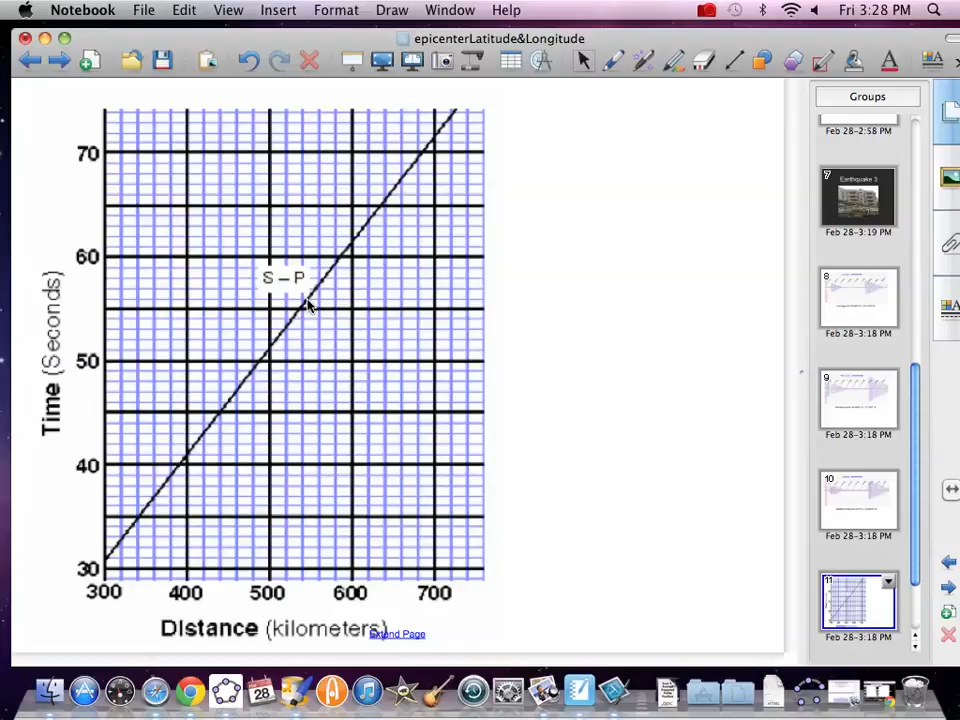 Notebook File Edit View Insert Format Draw Window Help Fri 3:28 PM
epicenterLatitude&Longitude
Groups
Feb 28-2:58 PM
7
Earthquake 3
Feb 28-3:19 PM
8
Feb 28-3:18 PM
9
Feb 28-3:18 PM
10
Feb 28-3:18 PM
11
Feb 28-3:18 PM
70
60
50
40
30
S – P
Time (Seconds)
300 400 500 600 700
Distance (kilometers)
Extend Page
28